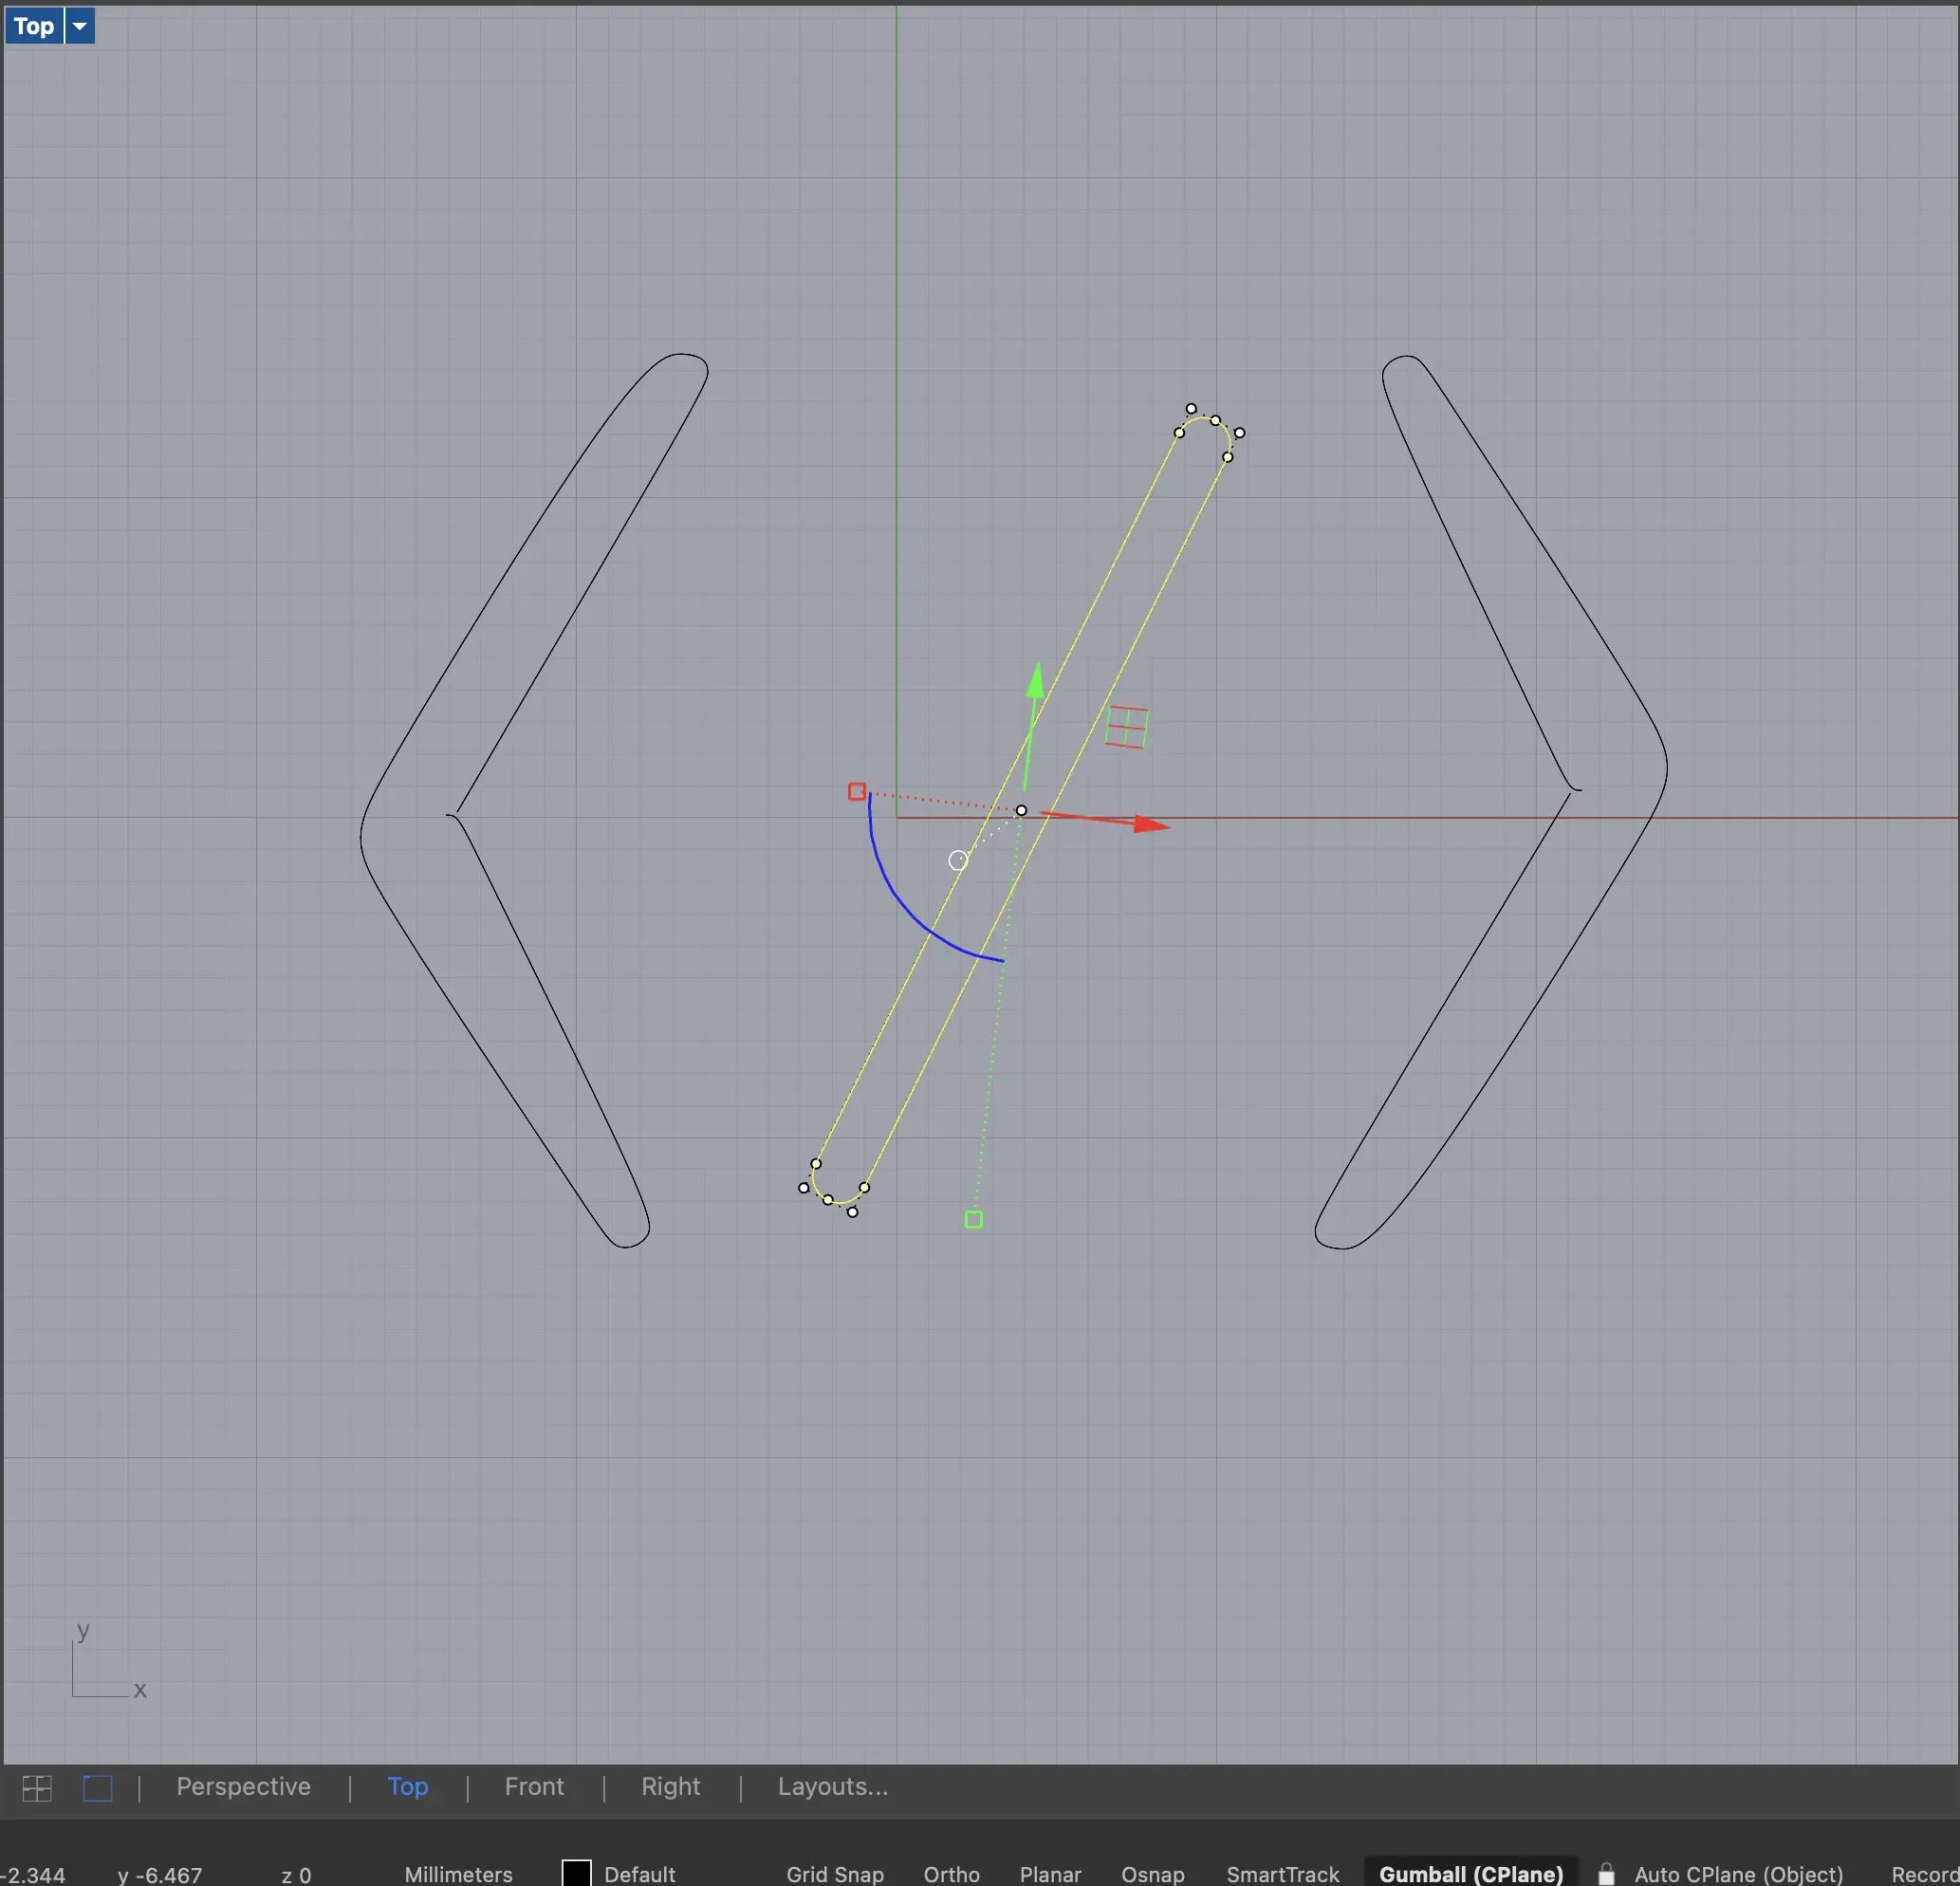 Top
y
x
Perspective | Top | Front | Right | Layouts...
-2.344 y -6.467 z 0 Millimeters Default Grid Snap Ortho Planar Osnap SmartTrack Gumball (CPlane) Auto CPlane (Object) Record